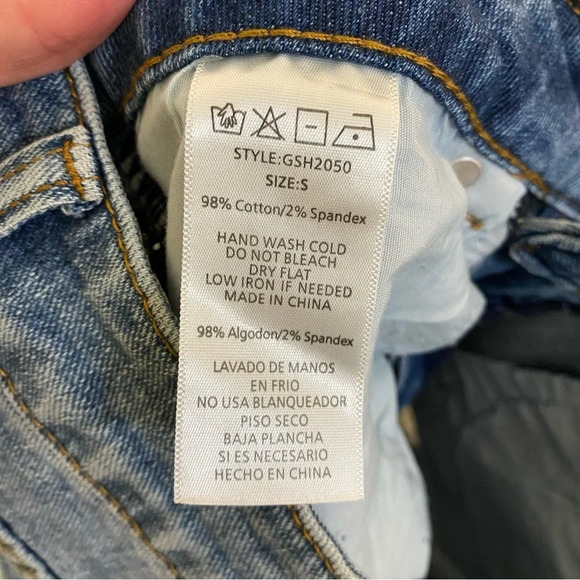 STYLE:GSH2050
SIZE:S
98% Cotton/2% Spandex
HAND WASH COLD
DO NOT BLEACH
DRY FLAT
LOW IRON IF NEEDED
MADE IN CHINA
98% Algodon/2% Spandex
LAVADO DE MANOS
EN FRIO
NO USA BLANQUEADOR
PISO SECO
BAJA PLANCHA
SI ES NECESARIO
HECHO EN CHINA